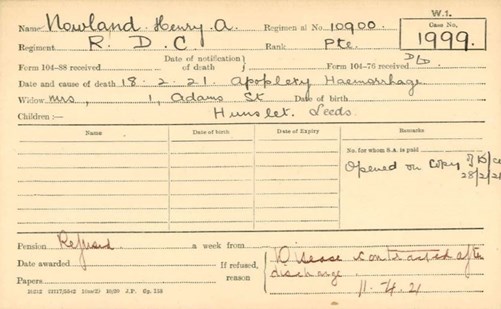 W.1.
Name Nowland. Henry A. Regimental No. 10900. Case No.
Regiment R. D. C. Rank Pte. 1999.
Form 104-88 received Date of notification of death } Form 104-76 received D/D
Date and cause of death 18.2.21. Apoplexy Haemorrhage.
Widow Mrs, 1, Adams St Date of birth
Children :— Hunslet. Leeds.
Name Date of birth Date of Expiry Remarks
No. for whom S.A. is paid
Opened on copy
28/2/21
Pension Refused. a week from
Date awarded If refused, reason { Disease contracted after
Papers discharge.
11.4.21